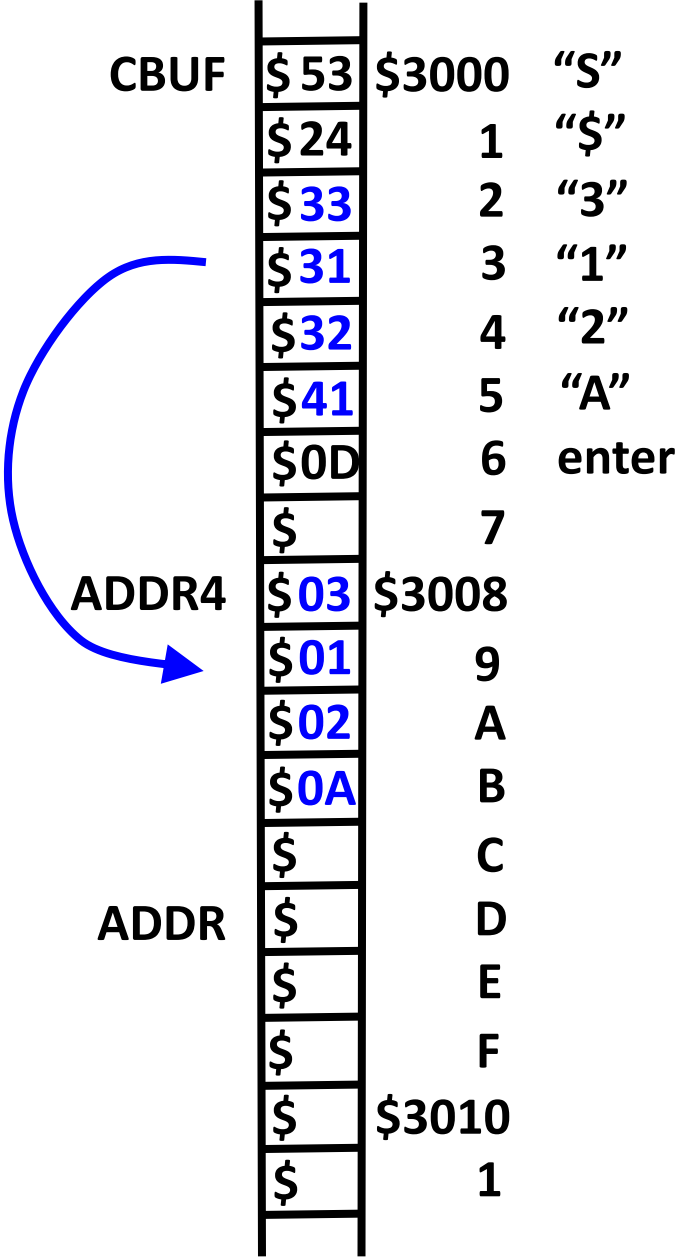 CBUF $ 53 $3000 “S”
$24 1 “$”
$33 2 “3”
$31 3 “1”
$32 4 “2”
$41 5 “A”
$0D 6 enter
$ 7
ADDR4 $03 $3008
$01 9
$02 A
$0A B
$ C
ADDR $ D
$ E
$ F
$ $3010
$ 1